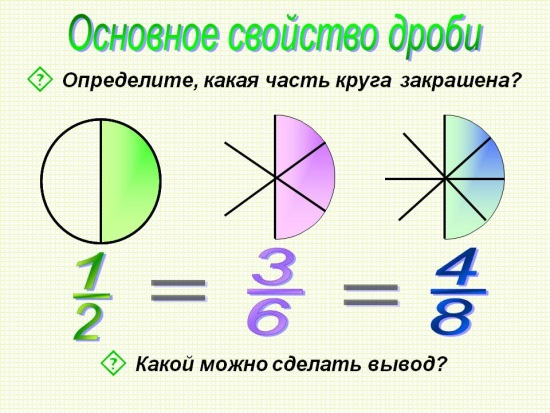 Основное свойство дроби
Определите, какая часть круга закрашена?
1/2 = 3/6 = 4/8
Какой можно сделать вывод?